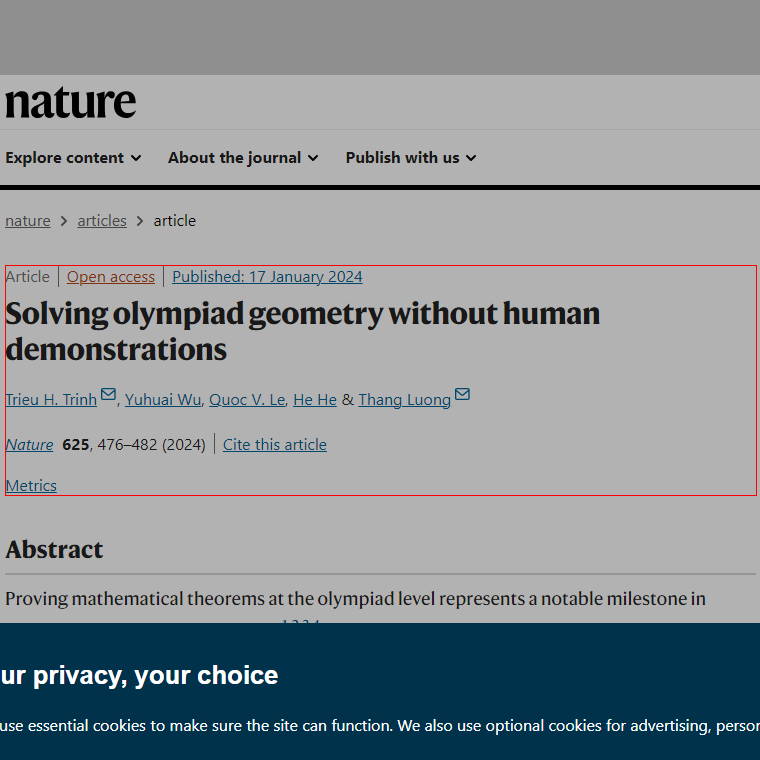 nature
Explore content About the journal Publish with us
nature articles article
Article Open access Published: 17 January 2024
Solving olympiad geometry without human
demonstrations
Trieu H. Trinh, Yuhuai Wu, Quoc V. Le, He He & Thang Luong
Nature 625, 476–482 (2024) Cite this article
Metrics
Abstract
Proving mathematical theorems at the olympiad level represents a notable milestone in
ur privacy, your choice
use essential cookies to make sure the site can function. We also use optional cookies for advertising,